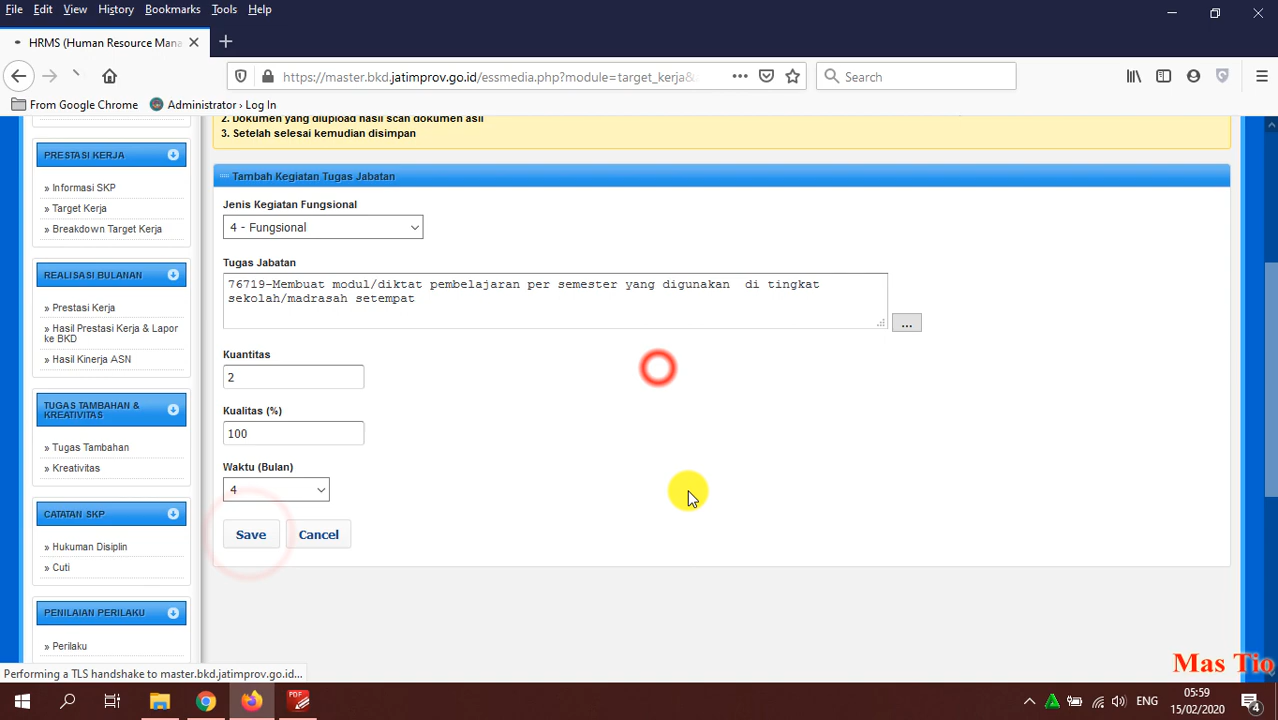 File Edit View History Bookmarks Tools Help
HRMS (Human Resource Mana
https://master.bkd.jatimprov.go.id/essmedia.php?module=target_kerja&
Search
From Google Chrome Administrator › Log In
2. Dokumen yang diupload hasil scan dokumen asli
3. Setelah selesai kemudian disimpan
PRESTASI KERJA
» Informasi SKP
» Target Kerja
» Breakdown Target Kerja
REALISASI BULANAN
» Prestasi Kerja
» Hasil Prestasi Kerja & Lapor
ke BKD
» Hasil Kinerja ASN
TUGAS TAMBAHAN &
KREATIVITAS
» Tugas Tambahan
» Kreativitas
CATATAN SKP
» Hukuman Disiplin
» Cuti
PENILAIAN PERILAKU
» Perilaku
Tambah Kegiatan Tugas Jabatan
Jenis Kegiatan Fungsional
4 - Fungsional
Tugas Jabatan
76719-Membuat modul/diktat pembelajaran per semester yang digunakan di tingkat
sekolah/madrasah setempat
...
Kuantitas
2
Kualitas (%)
100
Waktu (Bulan)
4
Save Cancel
Mas Tio
Performing a TLS handshake to master.bkd.jatimprov.go.id...
PDF
ENG
05:59
15/02/2020
4